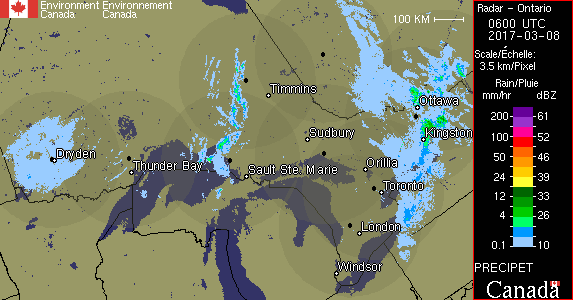 Environment Environnement
Canada Canada
100 KM
Timmins
Ottawa
Sudbury
Kingston
Dryden
Thunder Bay
Sault Ste. Marie
Orillia
Toronto
London
Windsor
Radar - Ontario
0600 UTC
2017-03-08
Scale/Échelle:
3.5 km/Pixel
Rain/Pluie
mm/hr dBZ
200 61
100 52
50 46
24 39
12 33
4 26
0.1 10
PRECIPET
Canada